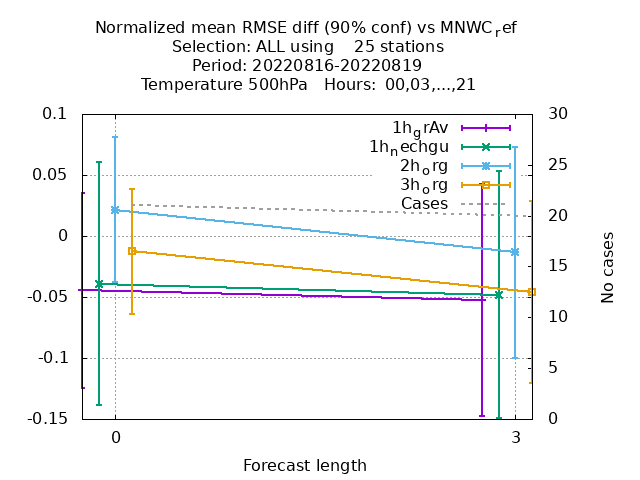 Normalized mean RMSE diff (90% conf) vs MNWC_ref
Selection: ALL using    25 stations
Period: 20220816-20220819
Temperature 500hPa   Hours: 00,03,...,21
0.1
0.05
0
-0.05
-0.1
-0.15
30
25
20
15
10
5
0
1h_grAv
1h_nechgu
2h_org
3h_org
Cases
No cases
0
3
Forecast length